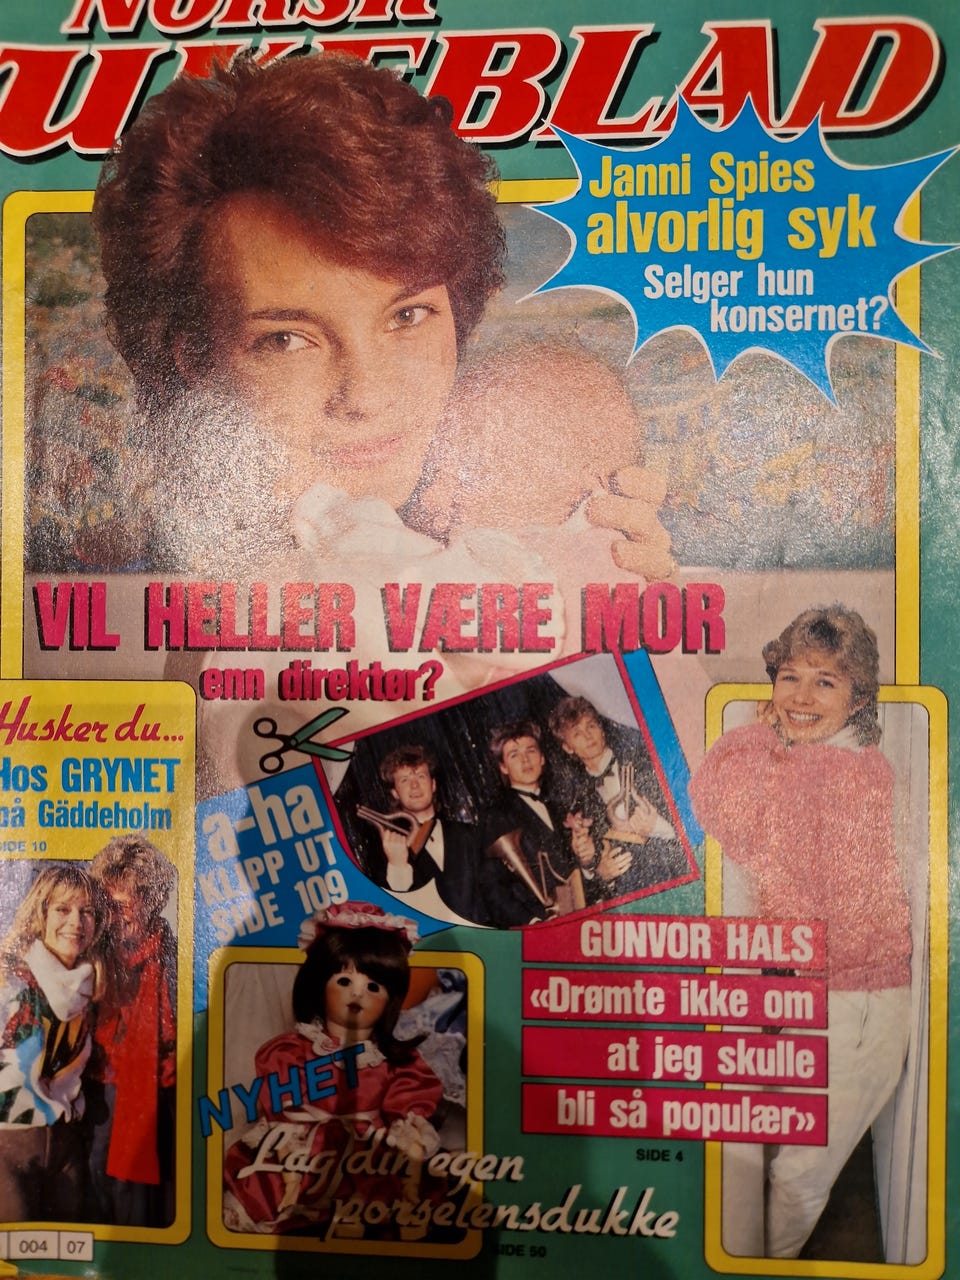 NORSK
UKEBLAD
Janni Spies
alvorlig syk
Selger hun
konsernet?
VIL HELLER VÆRE MOR
enn direktør?
Husker du...
Hos GRYNET
på Gäddeholm
SIDE 10
a-ha
KLIPP UT
SIDE 109
GUNVOR HALS
«Drømte ikke om
at jeg skulle
bli så populær»
SIDE 4
NYHET
Lag din egen
porselensdukke
SIDE 50
004 07